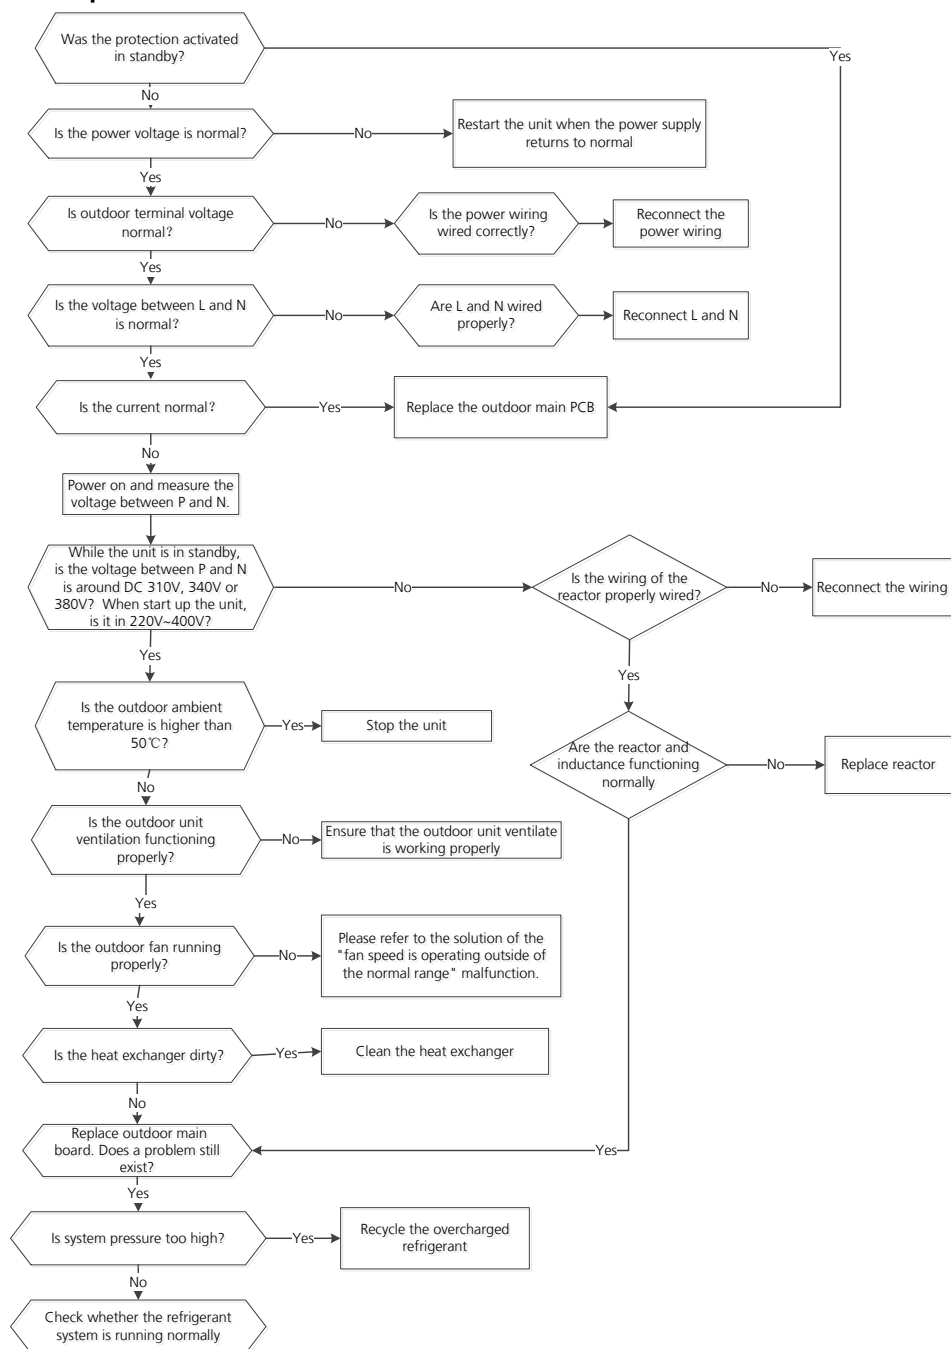 Was the protection activated
in standby?
Yes
No
Is the power voltage is normal?
No
Restart the unit when the power supply
returns to normal
Yes
Is outdoor terminal voltage
normal?
No
Is the power wiring
wired correctly?
Reconnect the
power wiring
Yes
Is the voltage between L and N
is normal?
No
Are L and N wired
properly?
Reconnect L and N
Yes
Is the current normal?
Yes
Replace the outdoor main PCB
No
Power on and measure the
voltage between P and N.
While the unit is in standby,
is the voltage between P and N
is around DC 310V, 340V or
380V? When start up the unit,
is it in 220V~400V?
No
Is the wiring of the
reactor properly wired?
No
Reconnect the wiring
Yes
Yes
Is the outdoor ambient
temperature is higher than
50℃?
Yes
Stop the unit
Are the reactor and
inductance functioning
normally
No
Replace reactor
No
Is the outdoor unit
ventilation functioning
properly?
No
Ensure that the outdoor unit ventilate
is working properly
Yes
Is the outdoor fan running
properly?
No
Please refer to the solution of the
"fan speed is operating outside of
the normal range" malfunction.
Yes
Is the heat exchanger dirty?
Yes
Clean the heat exchanger
No
Replace outdoor main
board. Does a problem still
exist?
Yes
Yes
Is system pressure too high?
Yes
Recycle the overcharged
refrigerant
No
Check whether the refrigerant
system is running normally